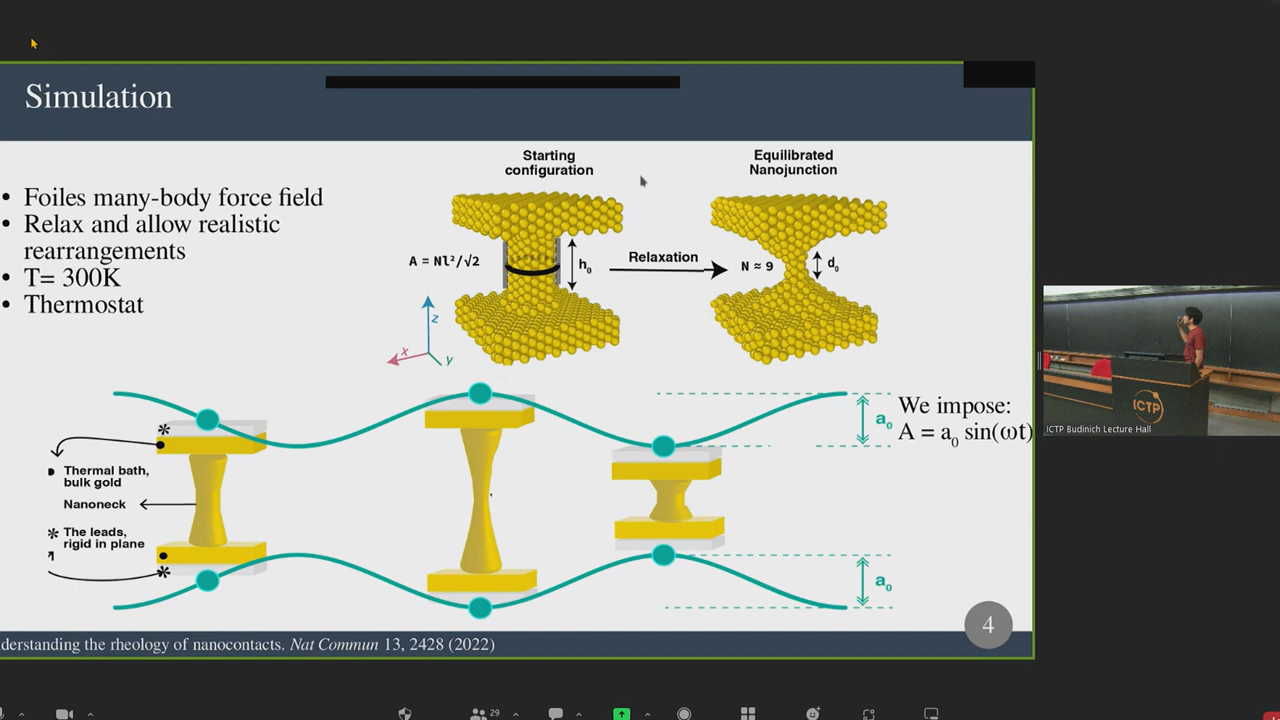 Simulation
• Foiles many-body force field
• Relax and allow realistic
rearrangements
• T= 300K
• Thermostat
Starting
configuration
Equilibrated
Nanojunction
A = Nl²/√2
h₀
Relaxation
N ≈ 9
d₀
z
x
y
We impose:
A = a₀ sin(ωt)
a₀
*
Thermal bath,
bulk gold
Nanoneck
* The leads,
rigid in plane
*
a₀
4
derstanding the rheology of nanocontacts. Nat Commun 13, 2428 (2022)
ICTP
ICTP Budinich Lecture Hall
29